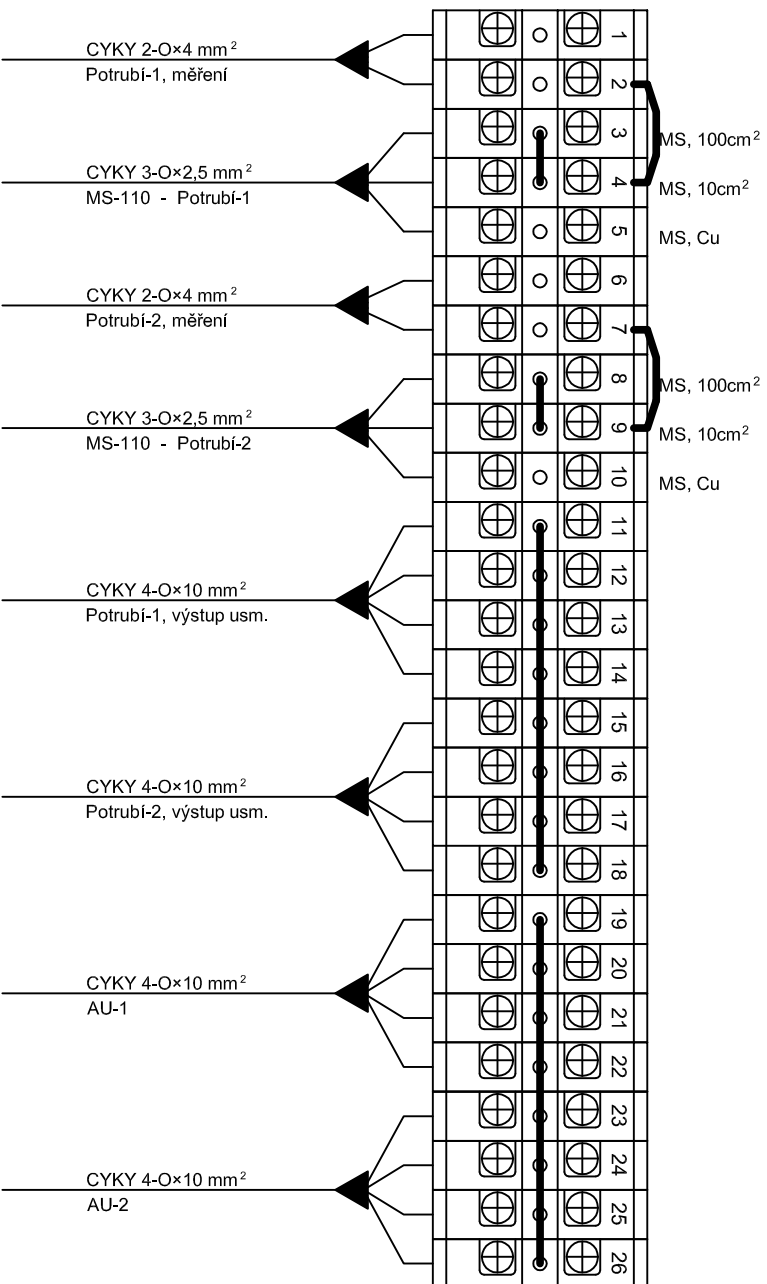 CYKY 2-O×4 mm²
Potrubí-1, měření
CYKY 3-O×2,5 mm²
MS-110 - Potrubí-1
CYKY 2-O×4 mm²
Potrubí-2, měření
CYKY 3-O×2,5 mm²
MS-110 - Potrubí-2
CYKY 4-O×10 mm²
Potrubí-1, výstup usm.
CYKY 4-O×10 mm²
Potrubí-2, výstup usm.
CYKY 4-O×10 mm²
AU-1
CYKY 4-O×10 mm²
AU-2
1
2
3
4
5
6
7
8
9
10
11
12
13
14
15
16
17
18
19
20
21
22
23
24
25
26
MS, 100cm²
MS, 10cm²
MS, Cu
MS, 100cm²
MS, 10cm²
MS, Cu